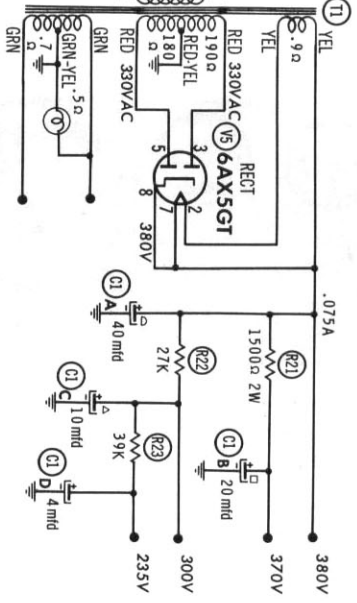 T1
YEL
YEL
.9Ω
RED 330VAC
190Ω
RED-YEL
180
Ω
RED 330VAC
GRN
.5Ω
GRN-YEL
.7
Ω
GRN
RECT
V5 6AX5GT
3
5
2
7
8
380V
.075A
R21
1500Ω 2W
R22
27K
R23
39K
C1
A
40 mfd
C1
B
20 mfd
C1
C
10 mfd
C1
D
4 mfd
380V
370V
300V
235V